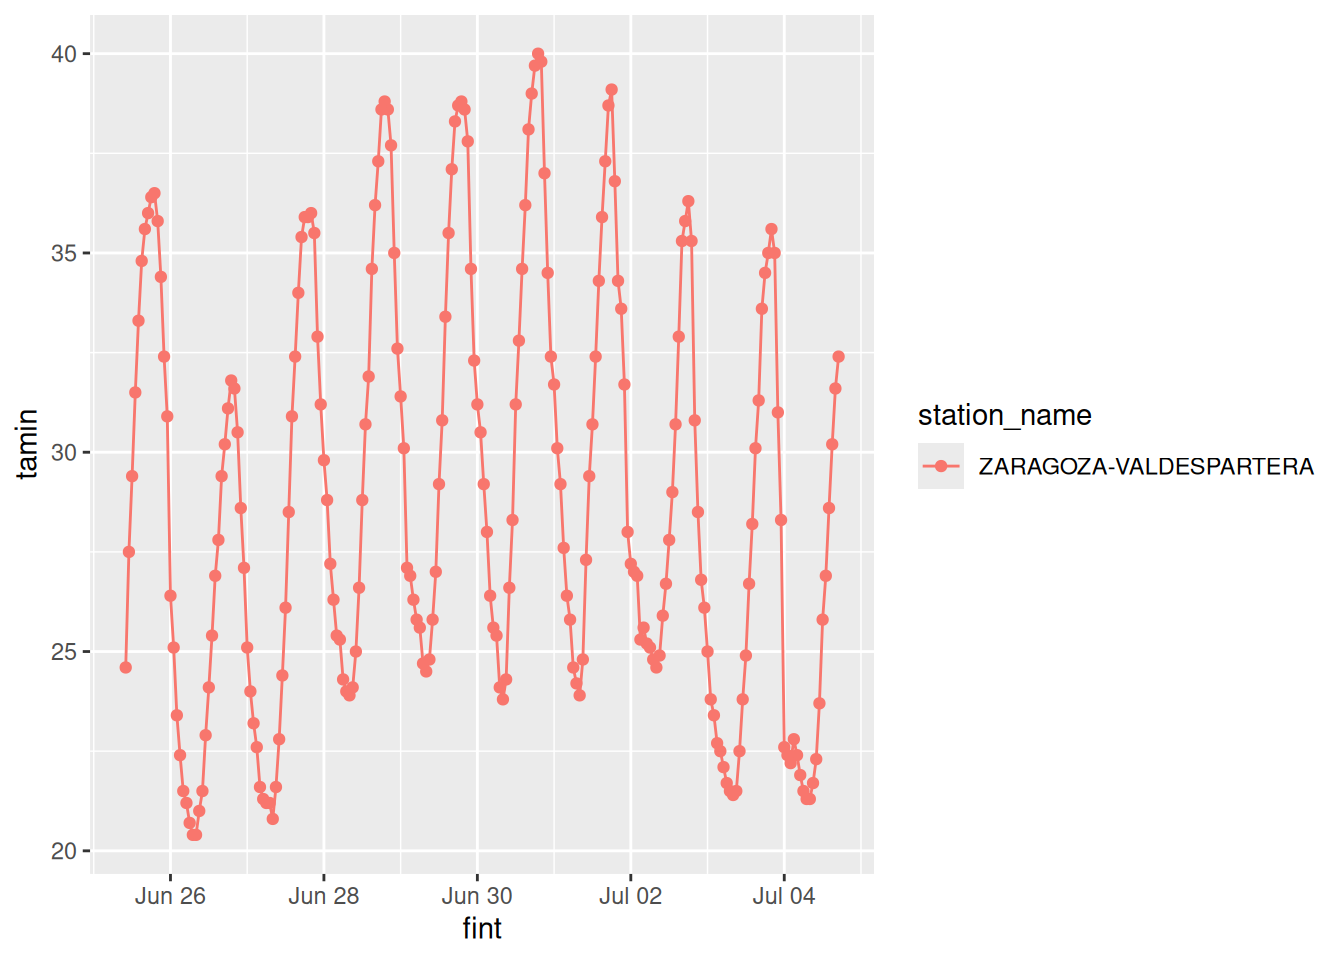 40
35
30
25
20
tamin
Jun 26
Jun 28
Jun 30
Jul 02
Jul 04
fint
station_name
ZARAGOZA-VALDESPARTERA